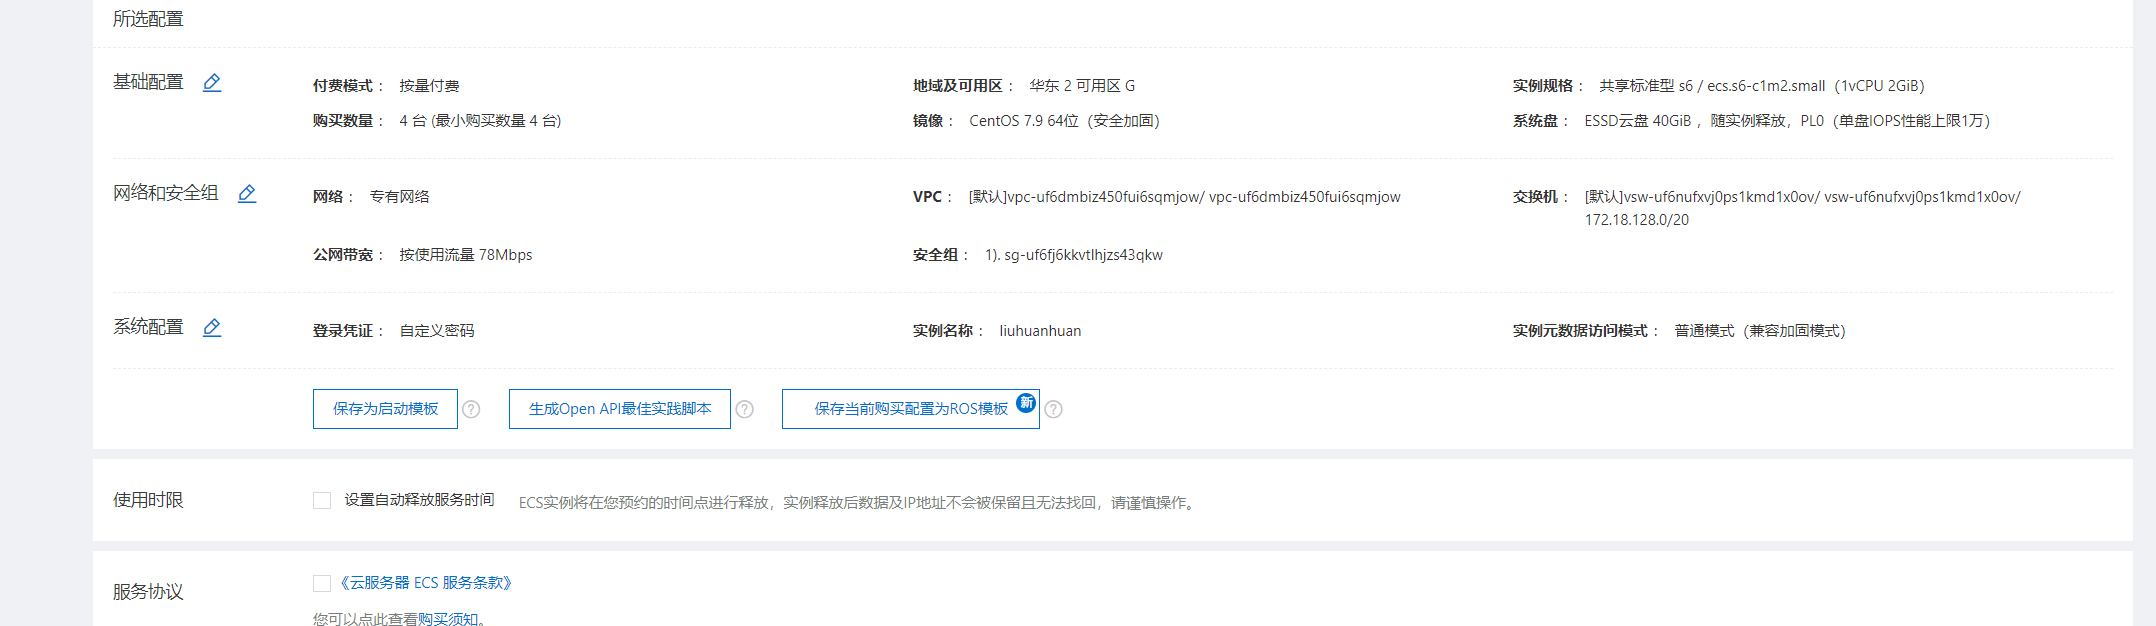 所选配置
基础配置
付费模式： 按量付费
地域及可用区： 华东 2 可用区 G
实例规格： 共享标准型 s6 / ecs.s6-c1m2.small（1vCPU 2GiB）
购买数量： 4 台 (最小购买数量 4 台)
镜像： CentOS 7.9 64位（安全加固）
系统盘： ESSD云盘 40GiB ，随实例释放，PL0（单盘IOPS性能上限1万）
网络和安全组
网络： 专有网络
VPC： [默认]vpc-uf6dmbiz450fui6sqmjow/ vpc-uf6dmbiz450fui6sqmjow
交换机： [默认]vsw-uf6nufxvj0ps1kmd1x0ov/ vsw-uf6nufxvj0ps1kmd1x0ov/
172.18.128.0/20
公网带宽： 按使用流量 78Mbps
安全组： 1). sg-uf6fj6kkvtlhjzs43qkw
系统配置
登录凭证： 自定义密码
实例名称： liuhuanhuan
实例元数据访问模式： 普通模式（兼容加固模式）
保存为启动模板 ?
生成Open API最佳实践脚本 ?
保存当前购买配置为ROS模板 新 ?
使用时限
设置自动释放服务时间
ECS实例将在您预约的时间点进行释放，实例释放后数据及IP地址不会被保留且无法找回，请谨慎操作。
服务协议
《云服务器 ECS 服务条款》
您可以点此查看购买须知。